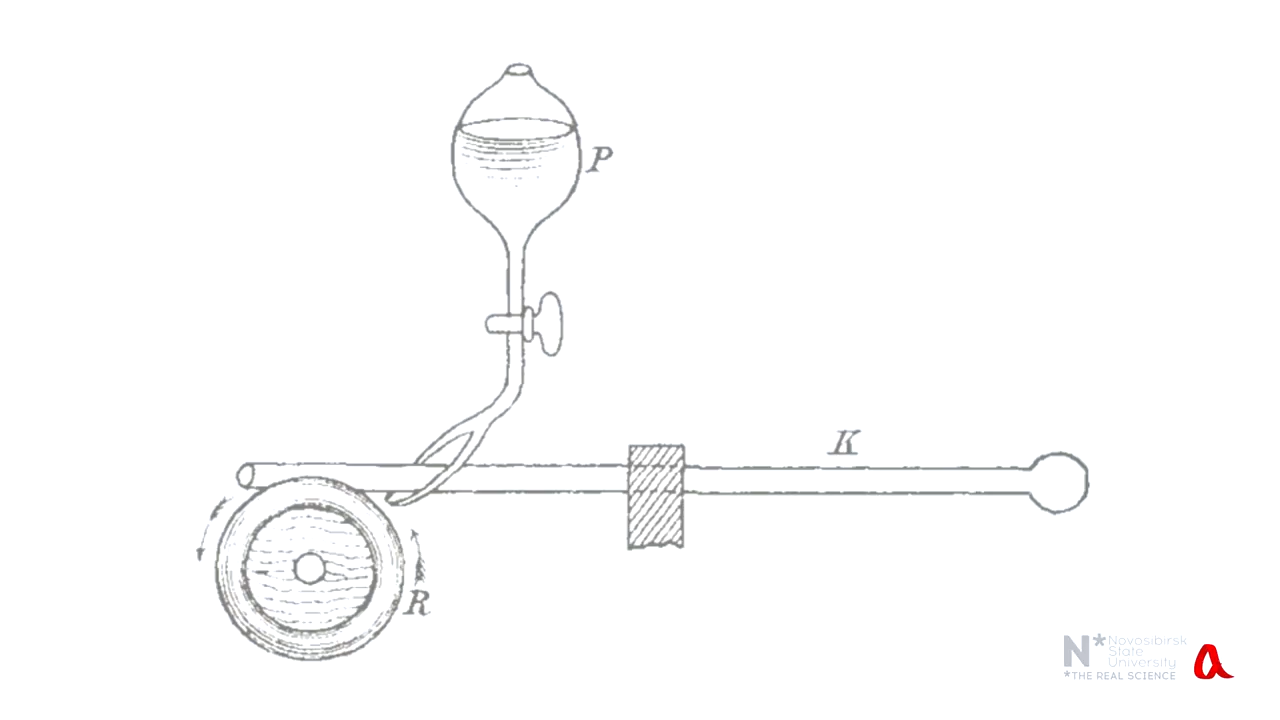 P
K
R
N* Novosibirsk
State
University
*THE REAL SCIENCE
a